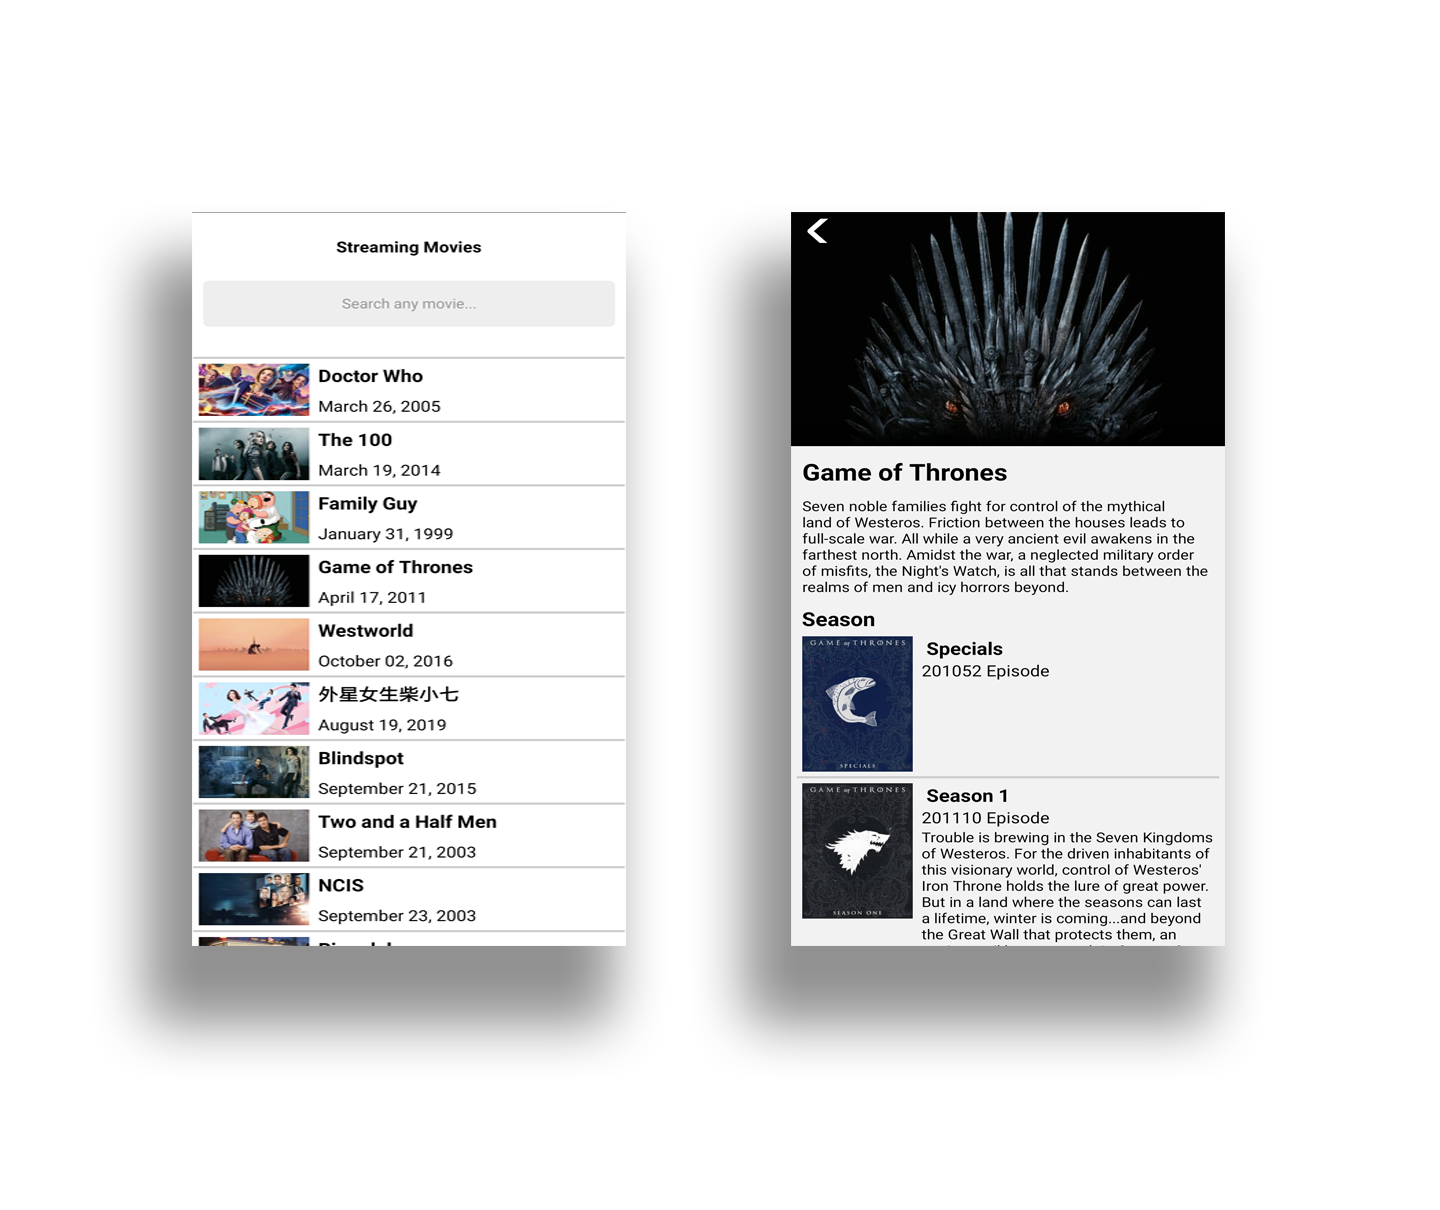 Streaming Movies
Search any movie...
Doctor Who
March 26, 2005
The 100
March 19, 2014
Family Guy
January 31, 1999
Game of Thrones
April 17, 2011
Westworld
October 02, 2016
外星女生柴小七
August 19, 2019
Blindspot
September 21, 2015
Two and a Half Men
September 21, 2003
NCIS
September 23, 2003
Game of Thrones
Seven noble families fight for control of the mythical
land of Westeros. Friction between the houses leads to
full-scale war. All while a very ancient evil awakens in the
farthest north. Amidst the war, a neglected military order
of misfits, the Night's Watch, is all that stands between the
realms of men and icy horrors beyond.
Season
GAME of THRONES
SPECIALS
Specials
201052 Episode
GAME of THRONES
SEASON ONE
Season 1
201110 Episode
Trouble is brewing in the Seven Kingdoms
of Westeros. For the driven inhabitants of
this visionary world, control of Westeros'
Iron Throne holds the lure of great power.
But in a land where the seasons can last
a lifetime, winter is coming...and beyond
the Great Wall that protects them, an